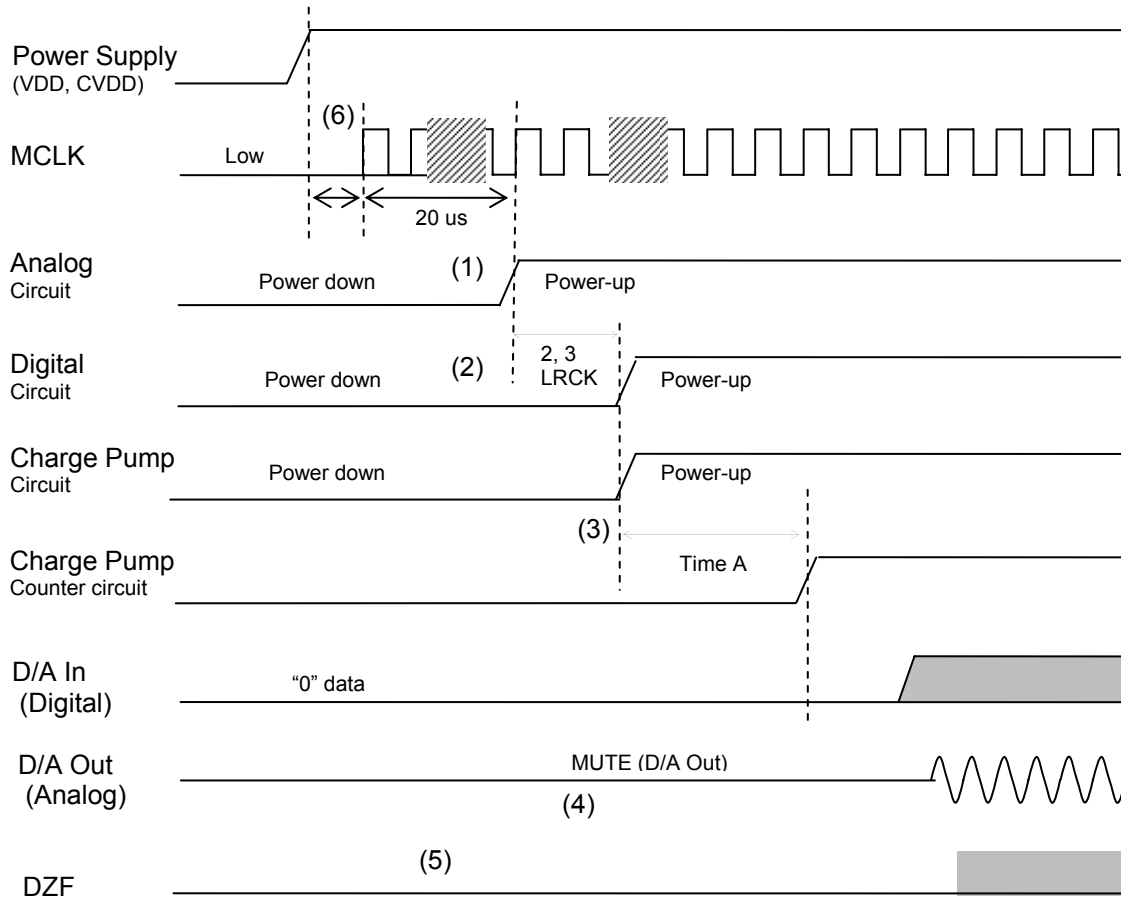 Power Supply
(VDD, CVDD)
(6)
MCLK
Low
20 us
Analog
Circuit
Power down
(1)
Power-up
Digital
Circuit
Power down
(2)
2, 3
LRCK
Power-up
Charge Pump
Circuit
Power down
Power-up
(3)
Charge Pump
Counter circuit
Time A
D/A In
(Digital)
“0” data
D/A Out
(Analog)
MUTE (D/A Out)
(4)
(5)
DZF